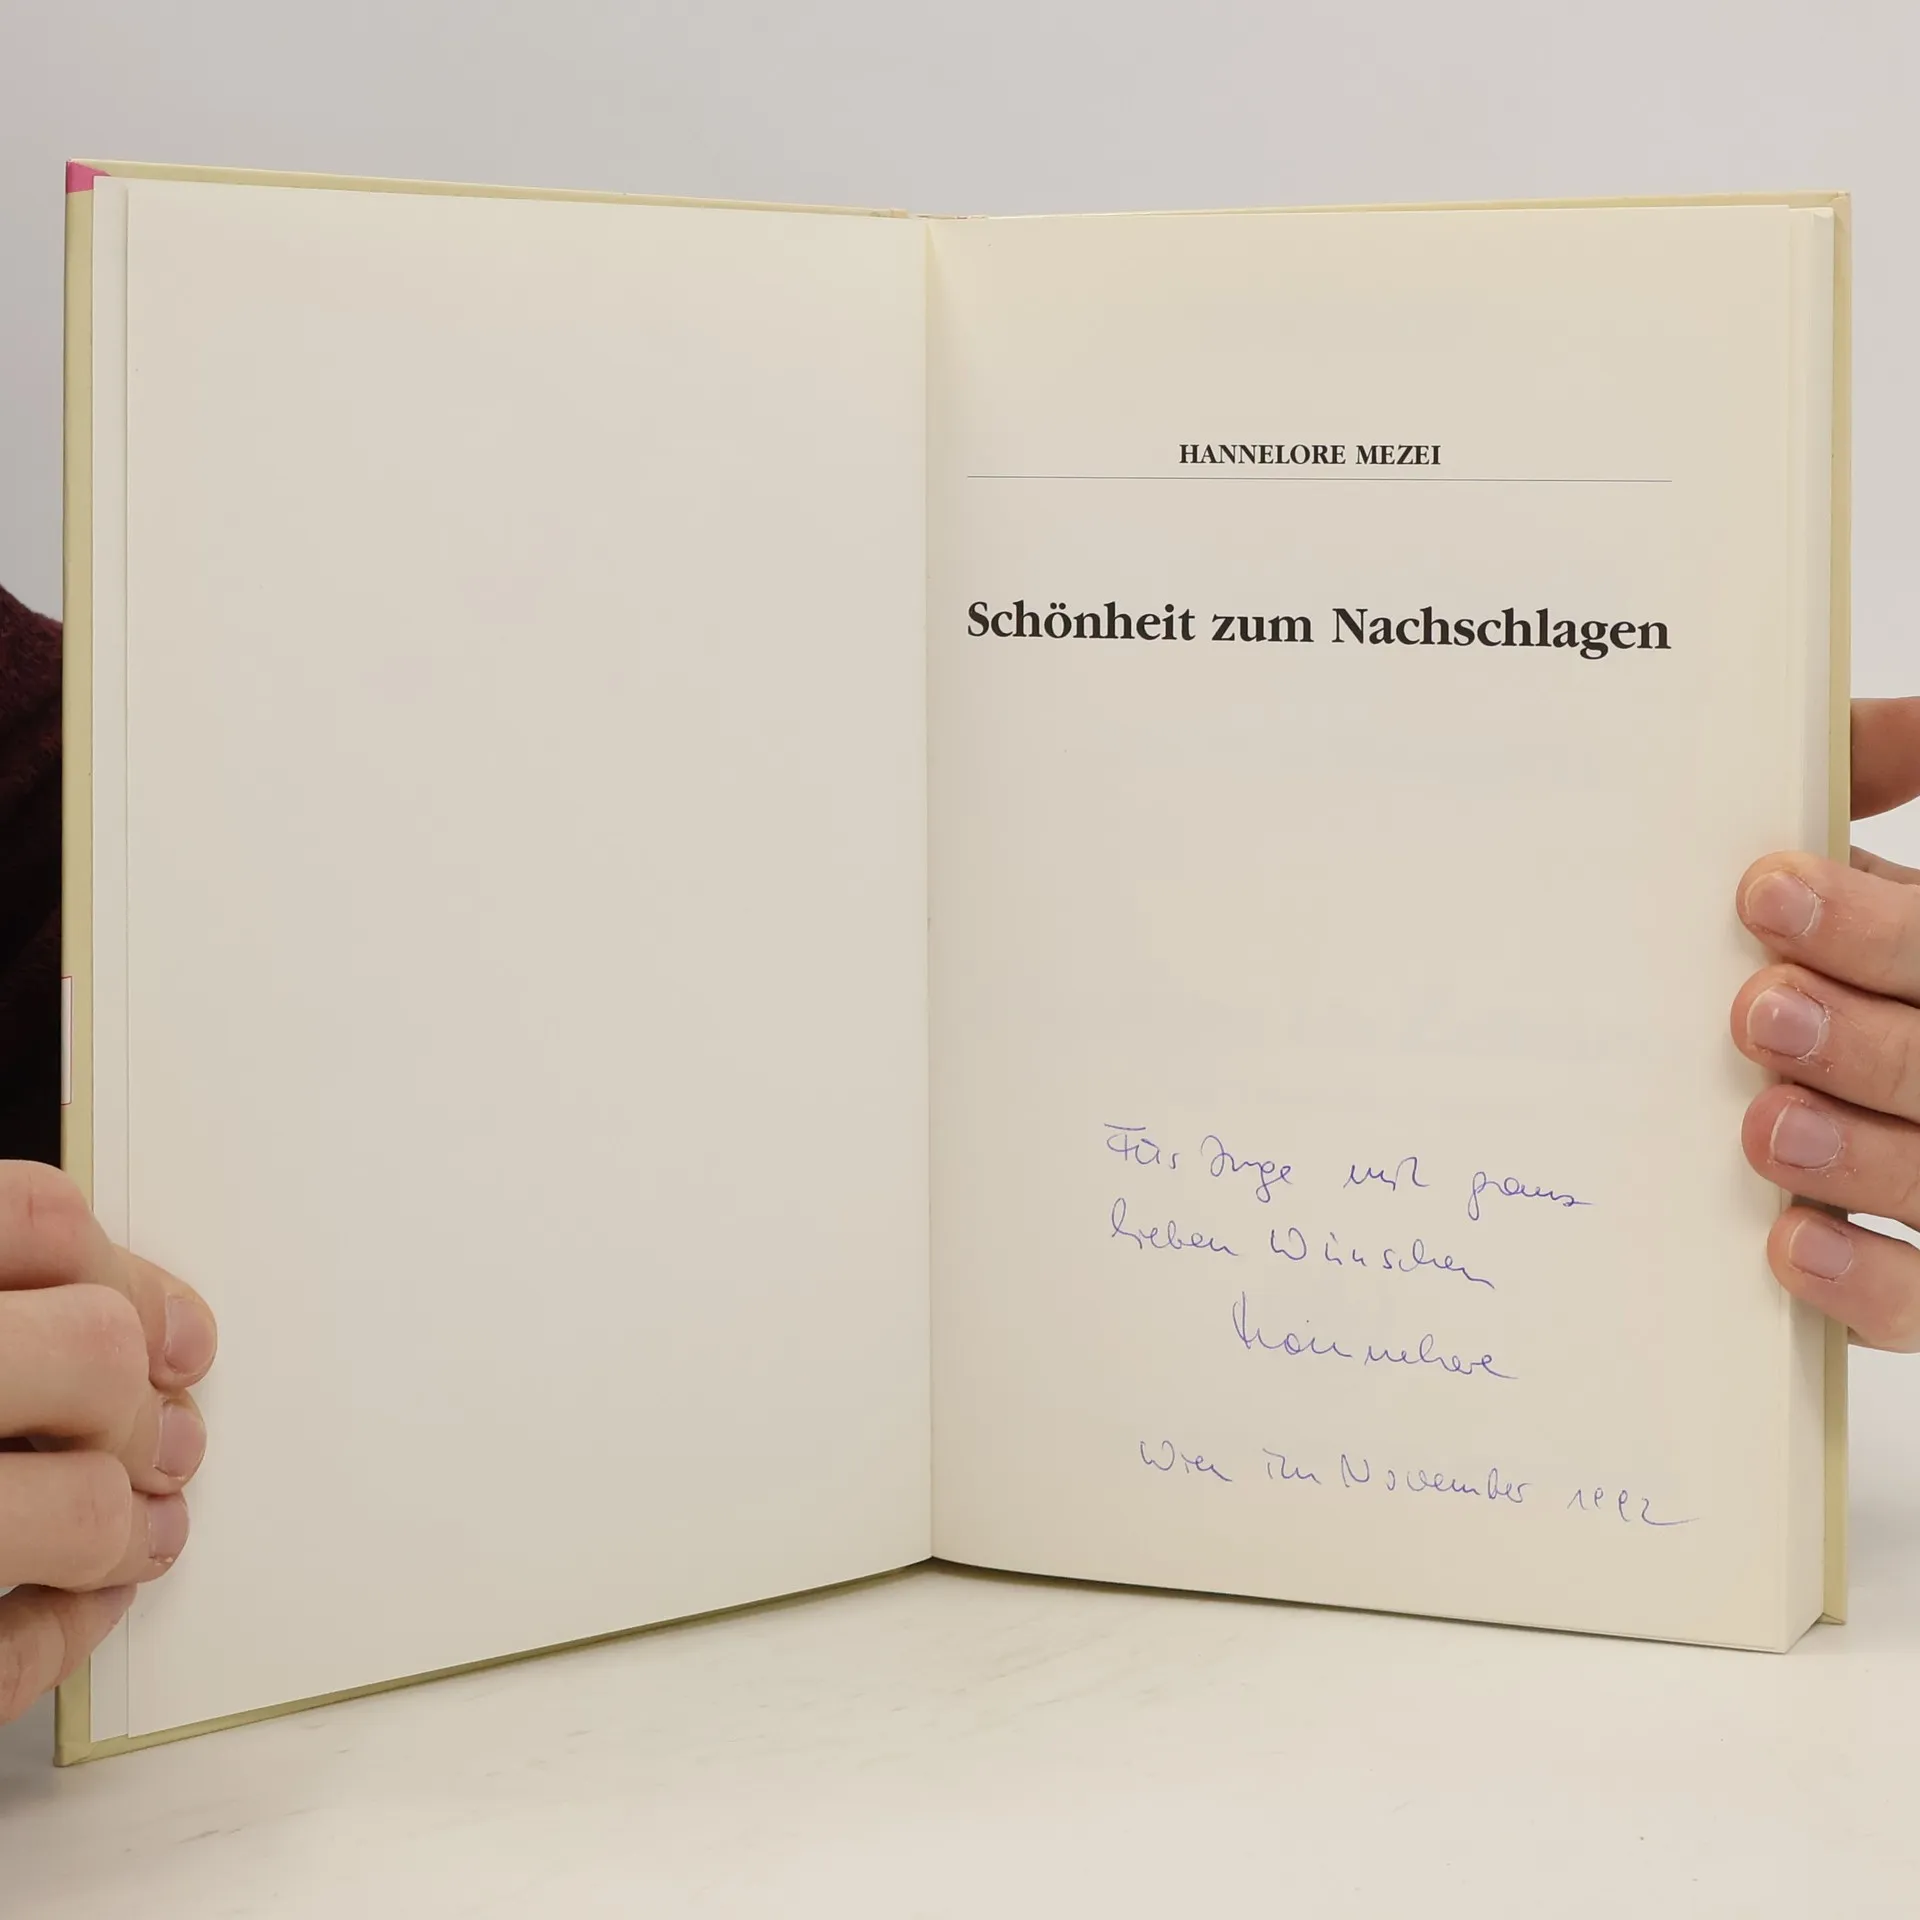 HANNELORE MEZEI
Schönheit zum Nachschlagen
Für Inge mit ganz
lieben Wünschen
Hannelore
Wien im November 1992